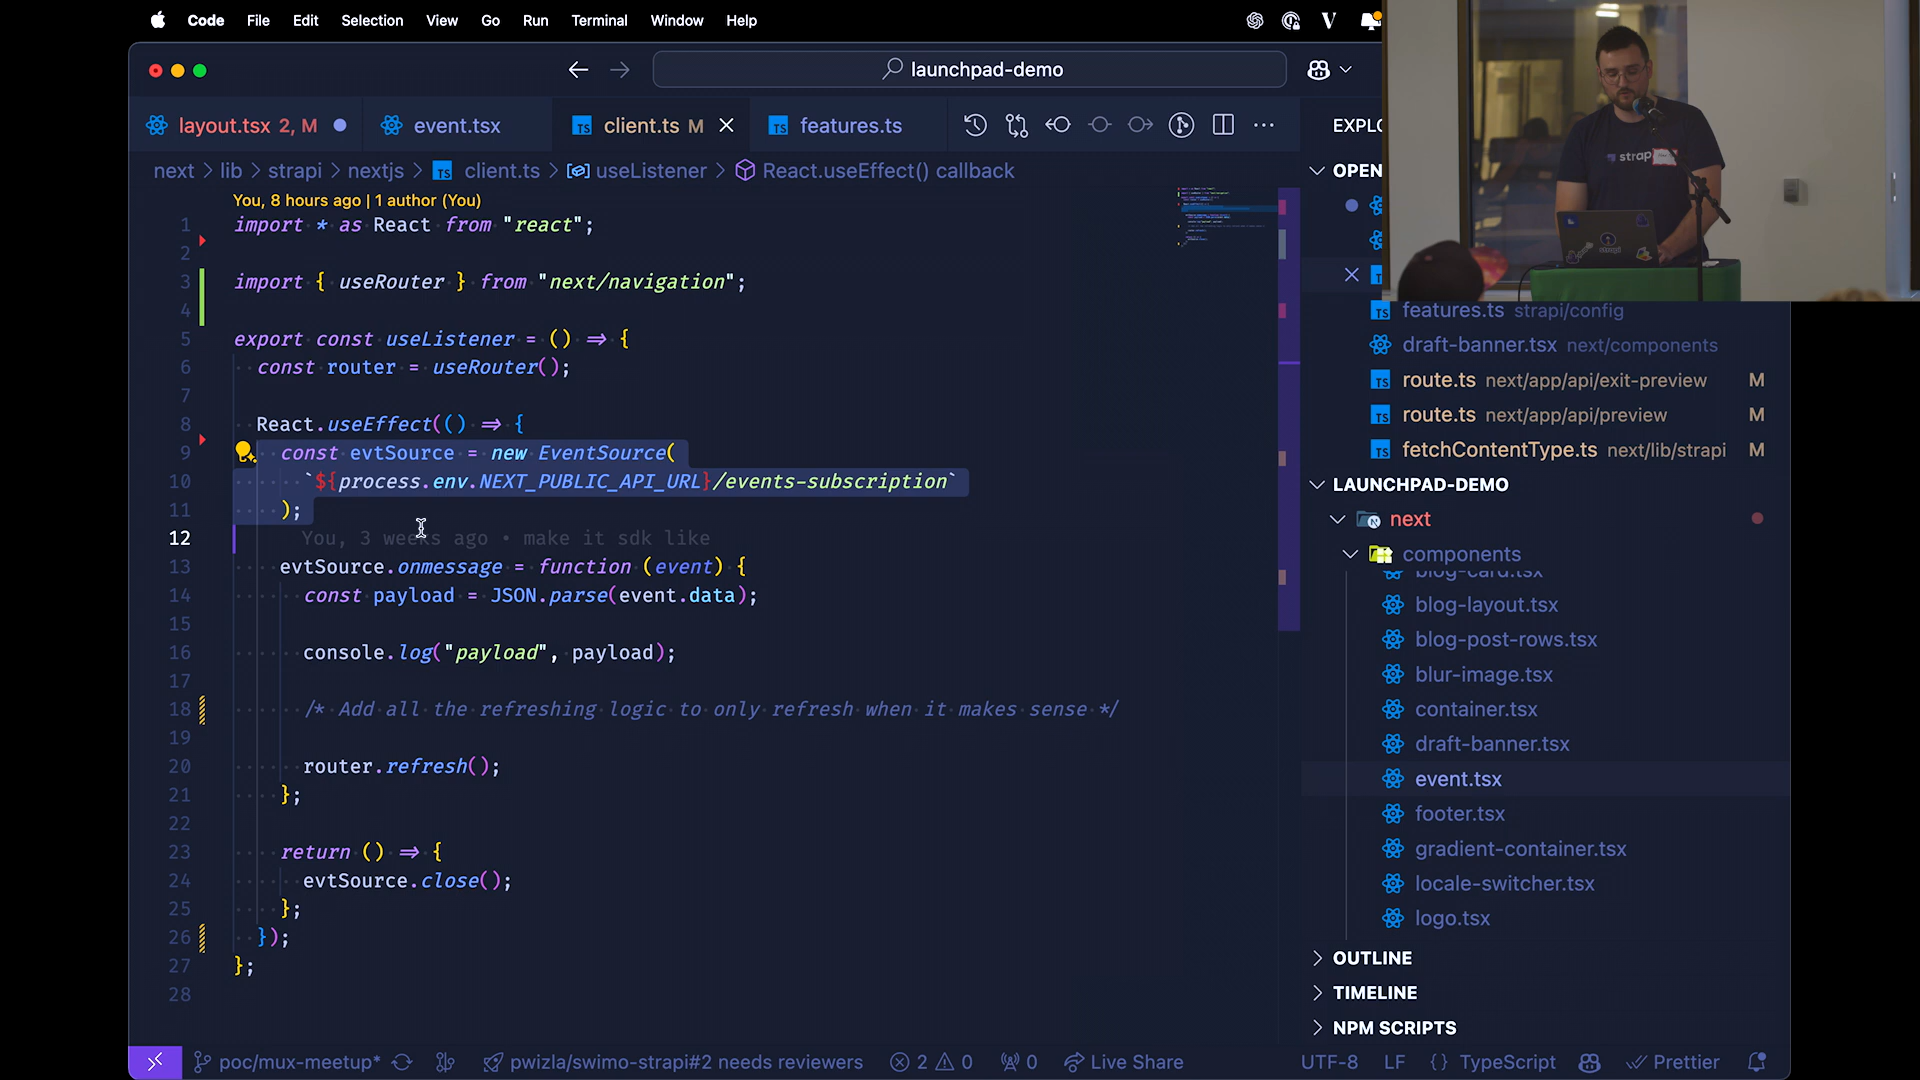 Code File Edit Selection View Go Run Terminal Window Help
launchpad-demo
layout.tsx 2, M
event.tsx
client.ts M
features.ts
next > lib > strapi > nextjs > client.ts > useListener > React.useEffect() callback
You, 8 hours ago | 1 author (You)
1 import * as React from "react";
2
3 import { useRouter } from "next/navigation";
4
5 export const useListener = () => {
6 const router = useRouter();
7
8 React.useEffect(() => {
9 const evtSource = new EventSource(
10 `${process.env.NEXT_PUBLIC_API_URL}/events-subscription`
11 );
12 You, 3 weeks ago • make it sdk like
13 evtSource.onmessage = function (event) {
14 const payload = JSON.parse(event.data);
15
16 console.log("payload", payload);
17
18 /* Add all the refreshing logic to only refresh when it makes sense */
19
20 router.refresh();
21 };
22
23 return () => {
24 evtSource.close();
25 };
26 });
27 };
28
EXPLO
OPEN
strapi
strapi
features.ts strapi/config
draft-banner.tsx next/components
route.ts next/app/api/exit-preview M
route.ts next/app/api/preview M
fetchContentType.ts next/lib/strapi M
LAUNCHPAD-DEMO
next
components
blog-card.tsx
blog-layout.tsx
blog-post-rows.tsx
blur-image.tsx
container.tsx
draft-banner.tsx
event.tsx
footer.tsx
gradient-container.tsx
locale-switcher.tsx
logo.tsx
OUTLINE
TIMELINE
NPM SCRIPTS
poc/mux-meetup* pwizla/swimo-strapi#2 needs reviewers 2 0 0 Live Share UTF-8 LF {} TypeScript Prettier